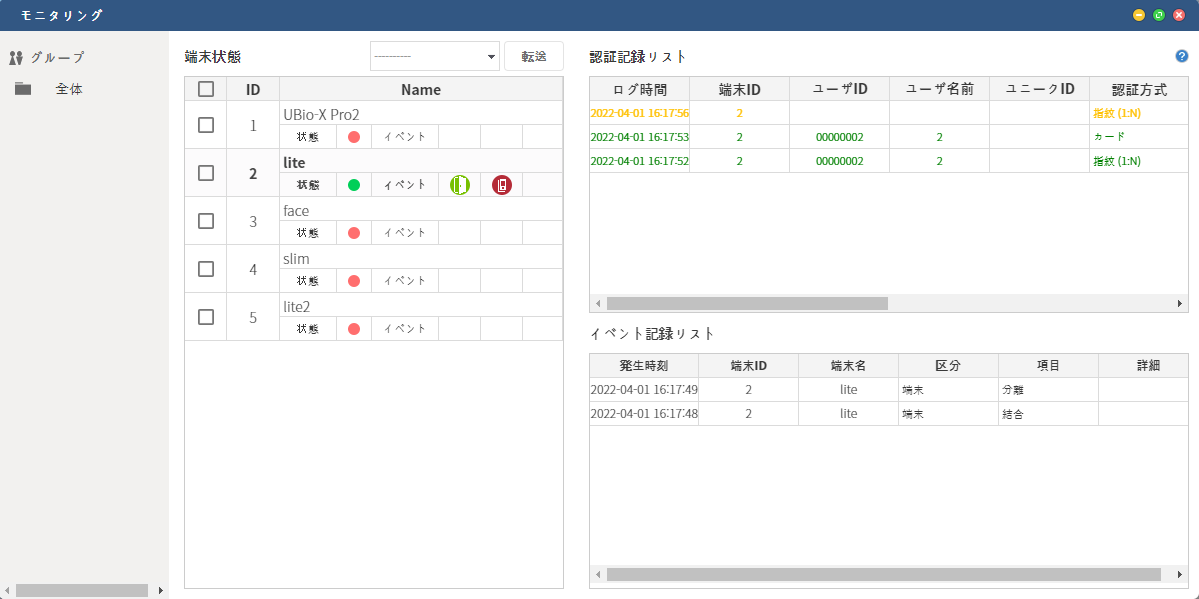 モニタリング
グループ
全体
端末状態
---------- 転送
ID Name
1 UBio-X Pro2
状態 イベント
2 lite
状態 イベント
3 face
状態 イベント
4 slim
状態 イベント
5 lite2
状態 イベント
認証記録リスト
ログ時間 端末ID ユーザID ユーザ名前 ユニークID 認証方式
2022-04-01 16:17:56 2 指紋 (1:N)
2022-04-01 16:17:53 2 00000002 2 カード
2022-04-01 16:17:52 2 00000002 2 指紋 (1:N)
イベント記録リスト
発生時刻 端末ID 端末名 区分 項目 詳細
2022-04-01 16:17:49 2 lite 端末 分離
2022-04-01 16:17:48 2 lite 端末 結合